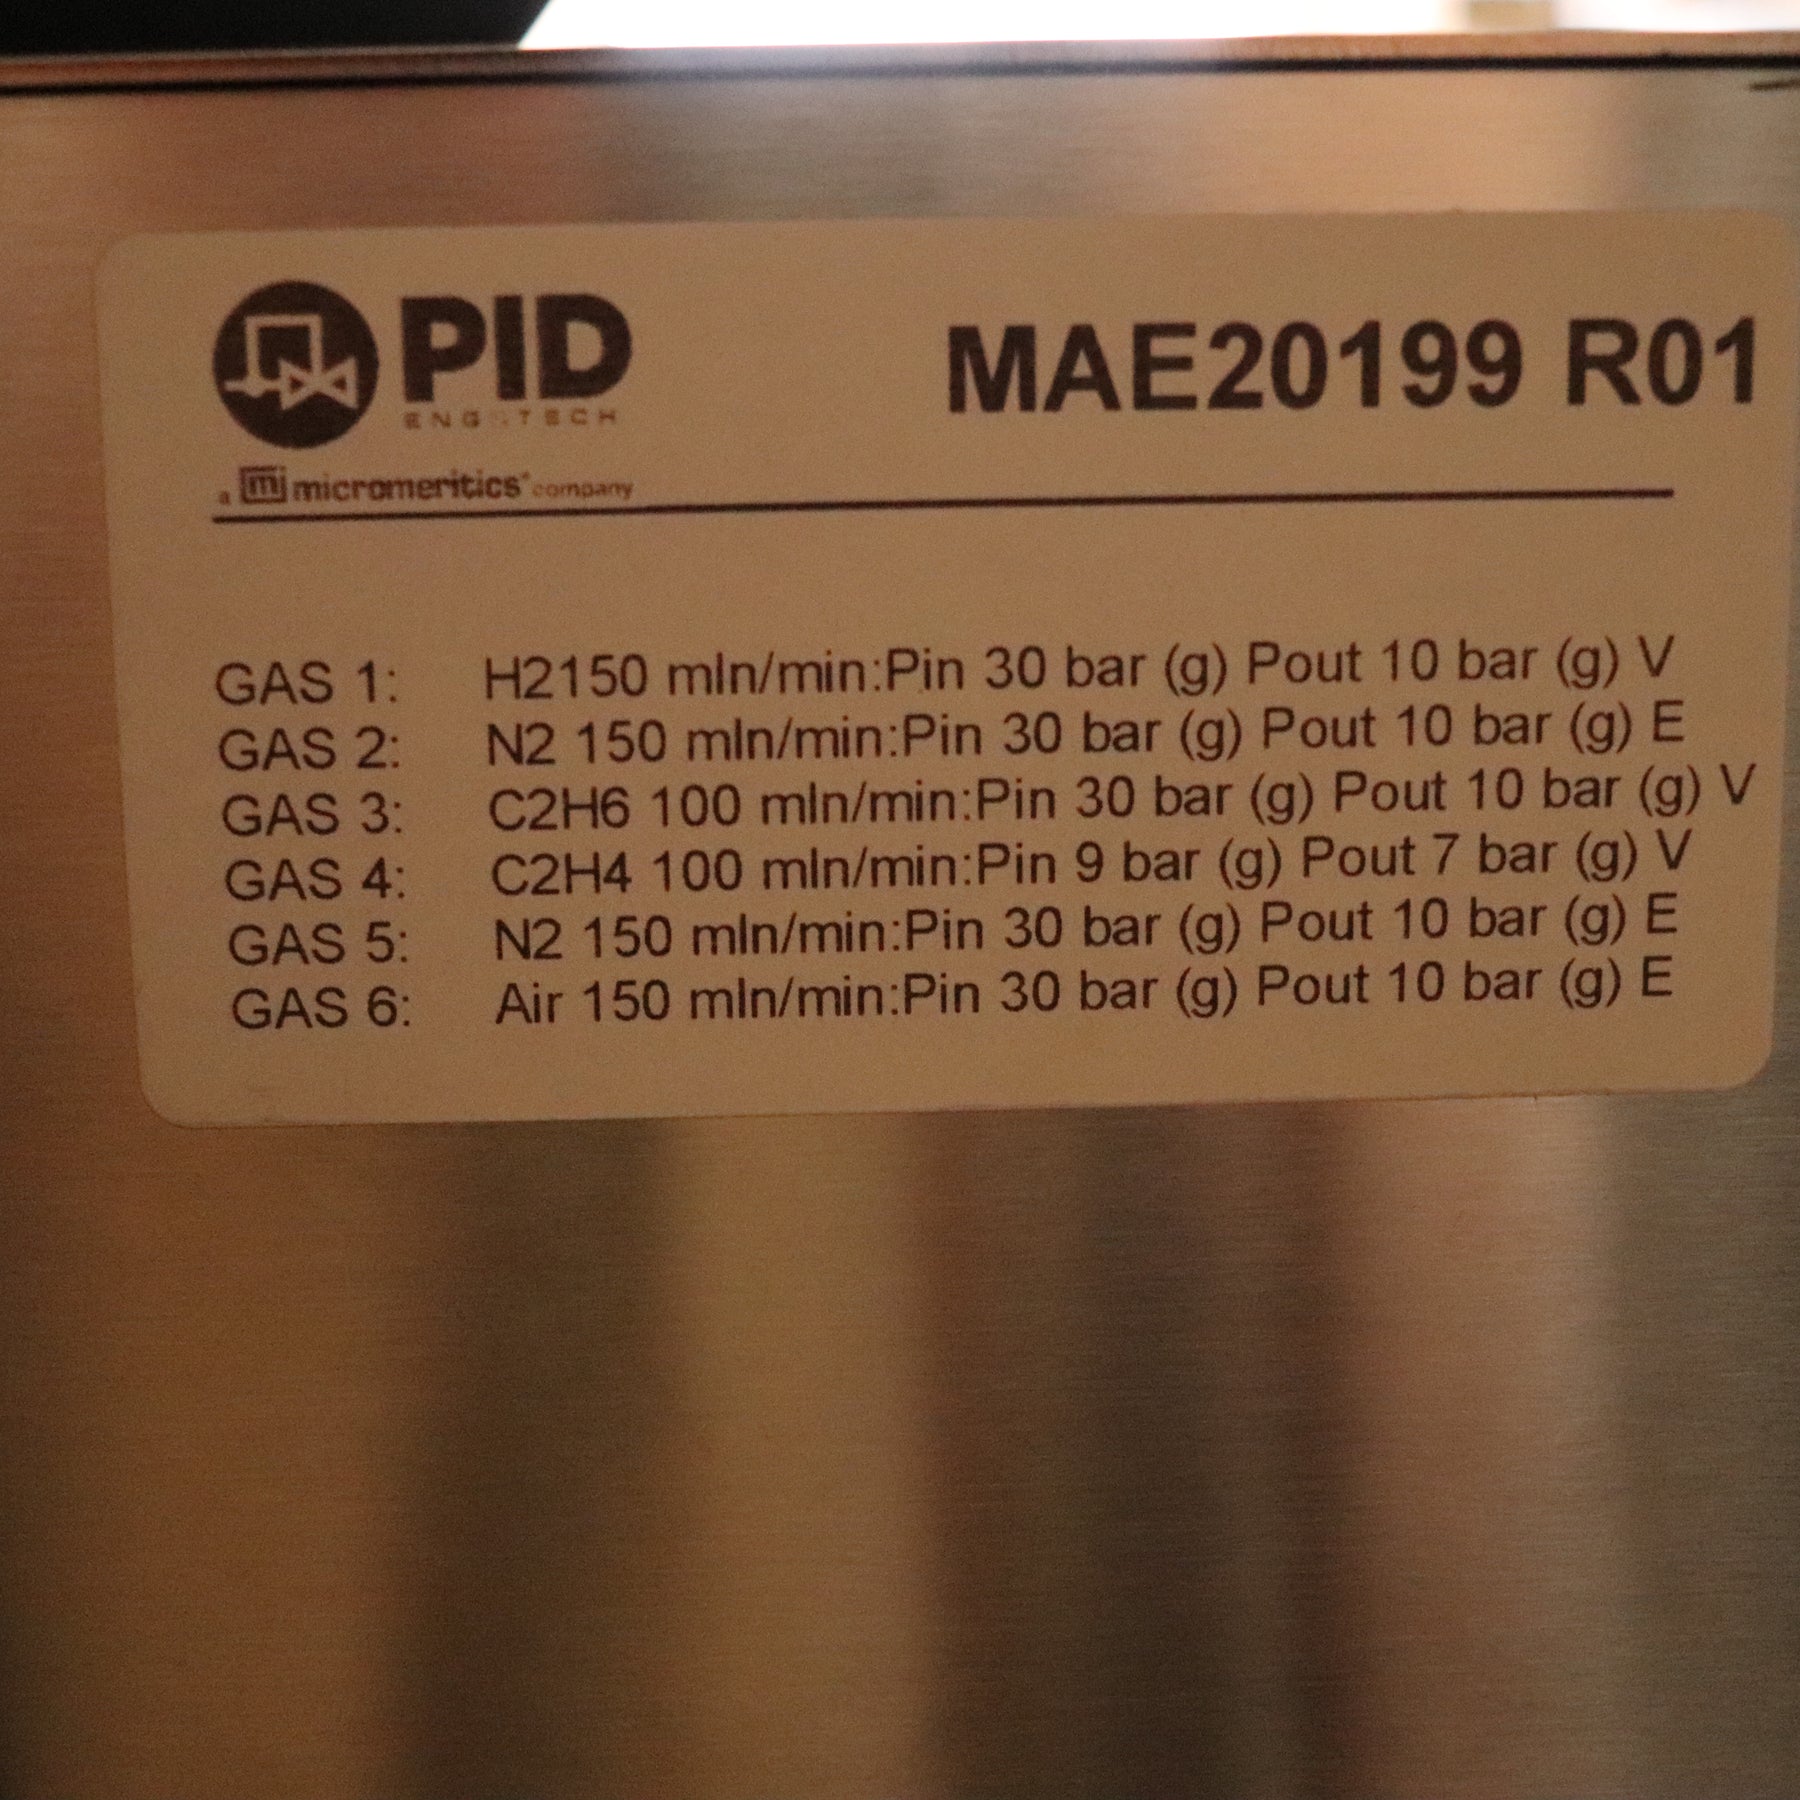 PID
MAE20199 R01
ENG&TECH
a mi micromeritics® company
GAS 1: H2150 mln/min:Pin 30 bar (g) Pout 10 bar (g) V
GAS 2: N2 150 mln/min:Pin 30 bar (g) Pout 10 bar (g) E
GAS 3: C2H6 100 mln/min:Pin 30 bar (g) Pout 10 bar (g) V
GAS 4: C2H4 100 mln/min:Pin 9 bar (g) Pout 7 bar (g) V
GAS 5: N2 150 mln/min:Pin 30 bar (g) Pout 10 bar (g) E
GAS 6: Air 150 mln/min:Pin 30 bar (g) Pout 10 bar (g) E